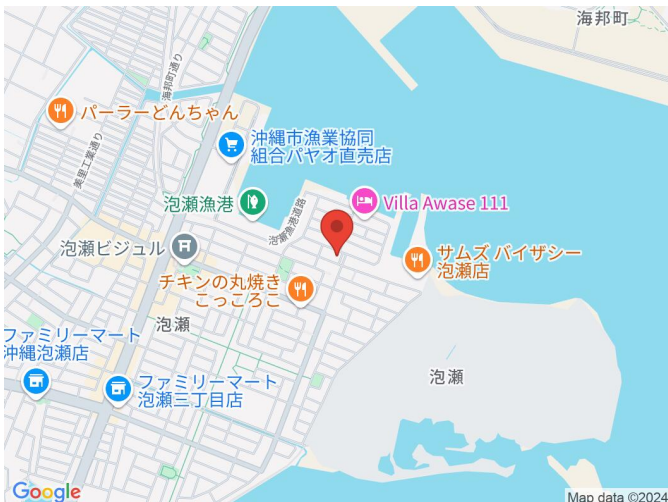 海邦町
海邦町通り
パーラーどんちゃん
美里工業通り
沖縄市漁業協同
組合パヤオ直売店
泡瀬漁港
泡瀬漁港道路
Villa Awase 111
泡瀬ビジュル
サムズ バイザシー
泡瀬店
チキンの丸焼き
こっころこ
泡瀬
ファミリーマート
沖縄泡瀬店
ファミリーマート
泡瀬三丁目店
泡瀬
Google
Map data ©2024